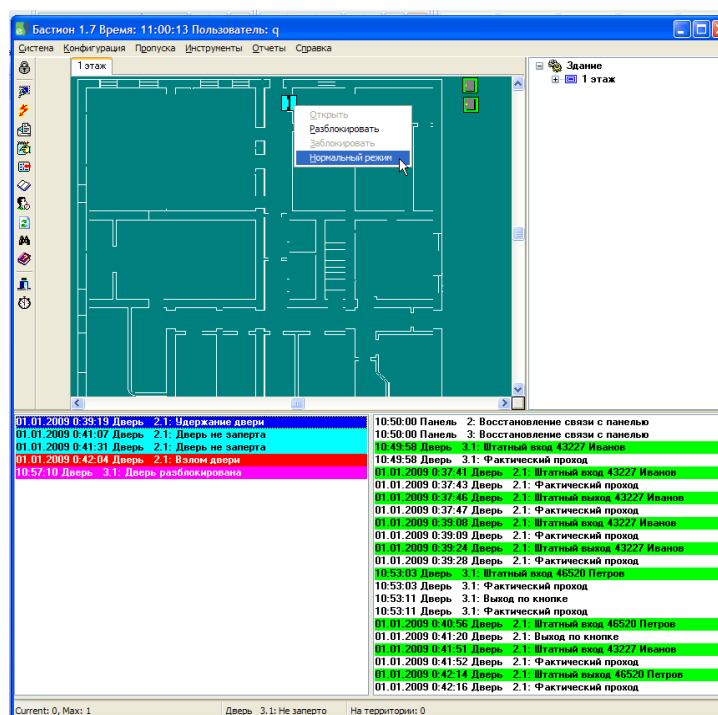 Бастион 1.7 Время: 11:00:13 Пользователь: q
Система Конфигурация Пропуска Инструменты Отчеты Справка
1 этаж
Здание
1 этаж
Открыть
Разблокировать
Заблокировать
Нормальный режим
01.01.2009 0:39:19 Дверь 2.1: Удержание двери
01.01.2009 0:41:07 Дверь 2.1: Дверь не заперта
01.01.2009 0:41:31 Дверь 2.1: Дверь не заперта
01.01.2009 0:42:04 Дверь 2.1: Взлом двери
10:57:10 Дверь 3.1: Дверь разблокирована
10:50:00 Панель 2: Восстановление связи с панелью
10:50:00 Панель 3: Восстановление связи с панелью
10:49:58 Дверь 3.1: Штатный вход 43227 Иванов
10:49:58 Дверь 3.1: Фактический проход
01.01.2009 0:37:41 Дверь 2.1: Штатный вход 43227 Иванов
01.01.2009 0:37:43 Дверь 2.1: Фактический проход
01.01.2009 0:37:46 Дверь 2.1: Штатный выход 43227 Иванов
01.01.2009 0:37:47 Дверь 2.1: Фактический проход
01.01.2009 0:39:08 Дверь 2.1: Штатный вход 43227 Иванов
01.01.2009 0:39:09 Дверь 2.1: Фактический проход
01.01.2009 0:39:24 Дверь 2.1: Штатный выход 43227 Иванов
01.01.2009 0:39:28 Дверь 2.1: Фактический проход
10:53:03 Дверь 3.1: Штатный вход 46520 Петров
10:53:03 Дверь 3.1: Фактический проход
10:53:11 Дверь 3.1: Выход по кнопке
10:53:11 Дверь 3.1: Фактический проход
01.01.2009 0:40:56 Дверь 2.1: Штатный вход 46520 Петров
01.01.2009 0:41:20 Дверь 2.1: Выход по кнопке
01.01.2009 0:41:51 Дверь 2.1: Штатный вход 43227 Иванов
01.01.2009 0:41:52 Дверь 2.1: Фактический проход
01.01.2009 0:42:14 Дверь 2.1: Штатный выход 46520 Петров
01.01.2009 0:42:16 Дверь 2.1: Фактический проход
Current: 0, Max: 1 Дверь 3.1: Не заперто На территории: 0